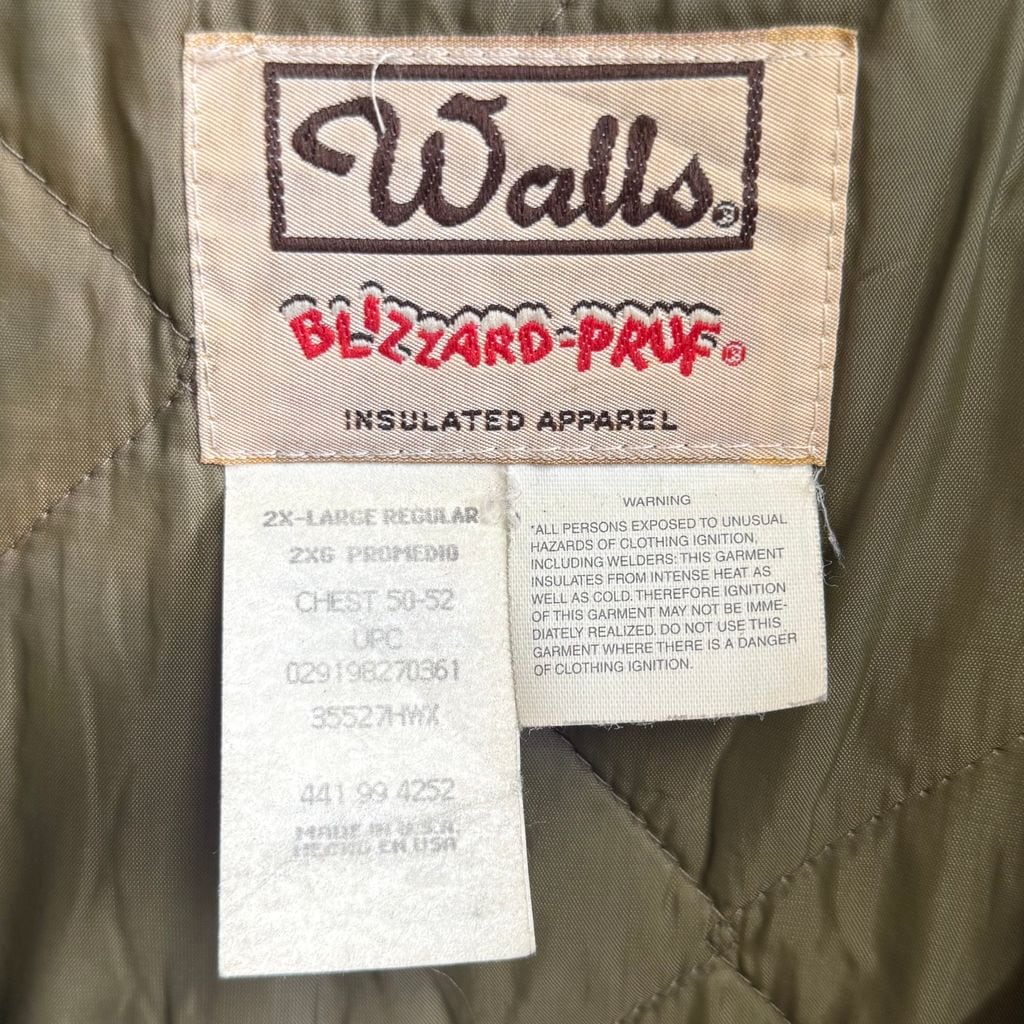 Walls®
BLIZZARD-PRUF®
INSULATED APPAREL
2X-LARGE REGULAR
2XG PROMEDIO
CHEST 50-52
UPC
029198270361
35527HWX
441 99 4252
MADE IN U.S.A.
HECHO EN USA
WARNING
*ALL PERSONS EXPOSED TO UNUSUAL
HAZARDS OF CLOTHING IGNITION,
INCLUDING WELDERS: THIS GARMENT
INSULATES FROM INTENSE HEAT AS
WELL AS COLD. THEREFORE IGNITION
OF THIS GARMENT MAY NOT BE IMME-
DIATELY REALIZED. DO NOT USE THIS
GARMENT WHERE THERE IS A DANGER
OF CLOTHING IGNITION.